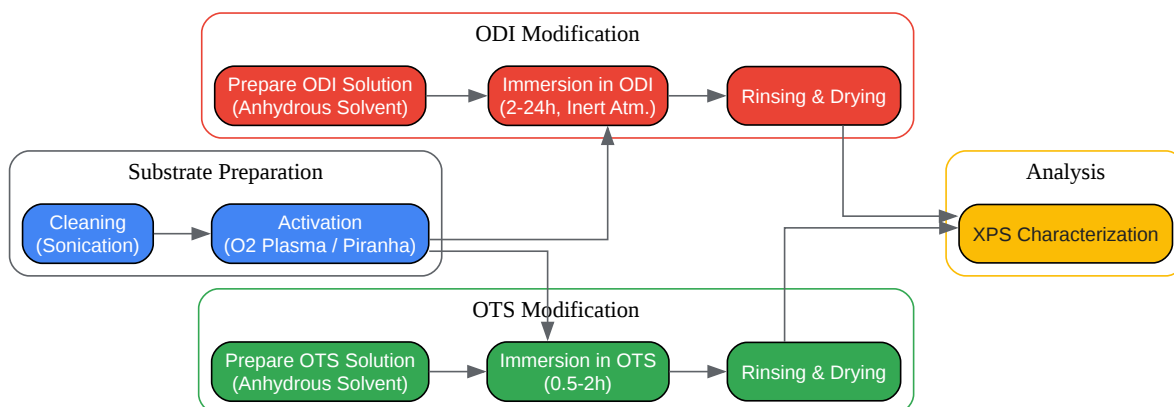 ODI Modification
Prepare ODI Solution
(Anhydrous Solvent)
Immersion in ODI
(2-24h, Inert Atm.)
Rinsing & Drying
Substrate Preparation
Cleaning
(Sonication)
Activation
(O2 Plasma / Piranha)
Analysis
XPS Characterization
OTS Modification
Prepare OTS Solution
(Anhydrous Solvent)
Immersion in OTS
(0.5-2h)
Rinsing & Drying